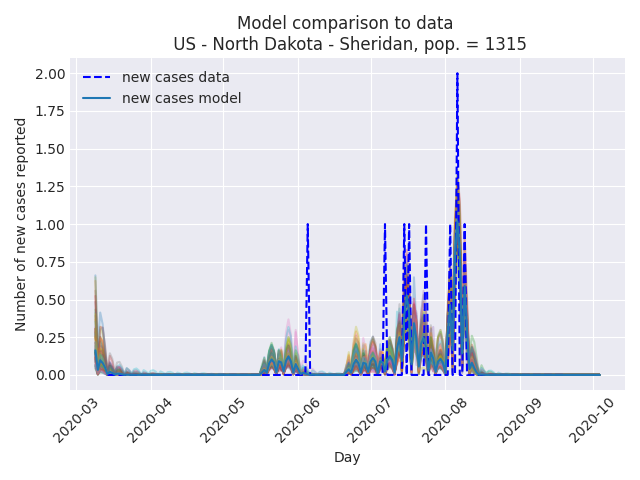 Model comparison to data
US - North Dakota - Sheridan, pop. = 1315
new cases data
new cases model
Number of new cases reported
2.00
1.75
1.50
1.25
1.00
0.75
0.50
0.25
0.00
2020-03
2020-04
2020-05
2020-06
2020-07
2020-08
2020-09
2020-10
Day